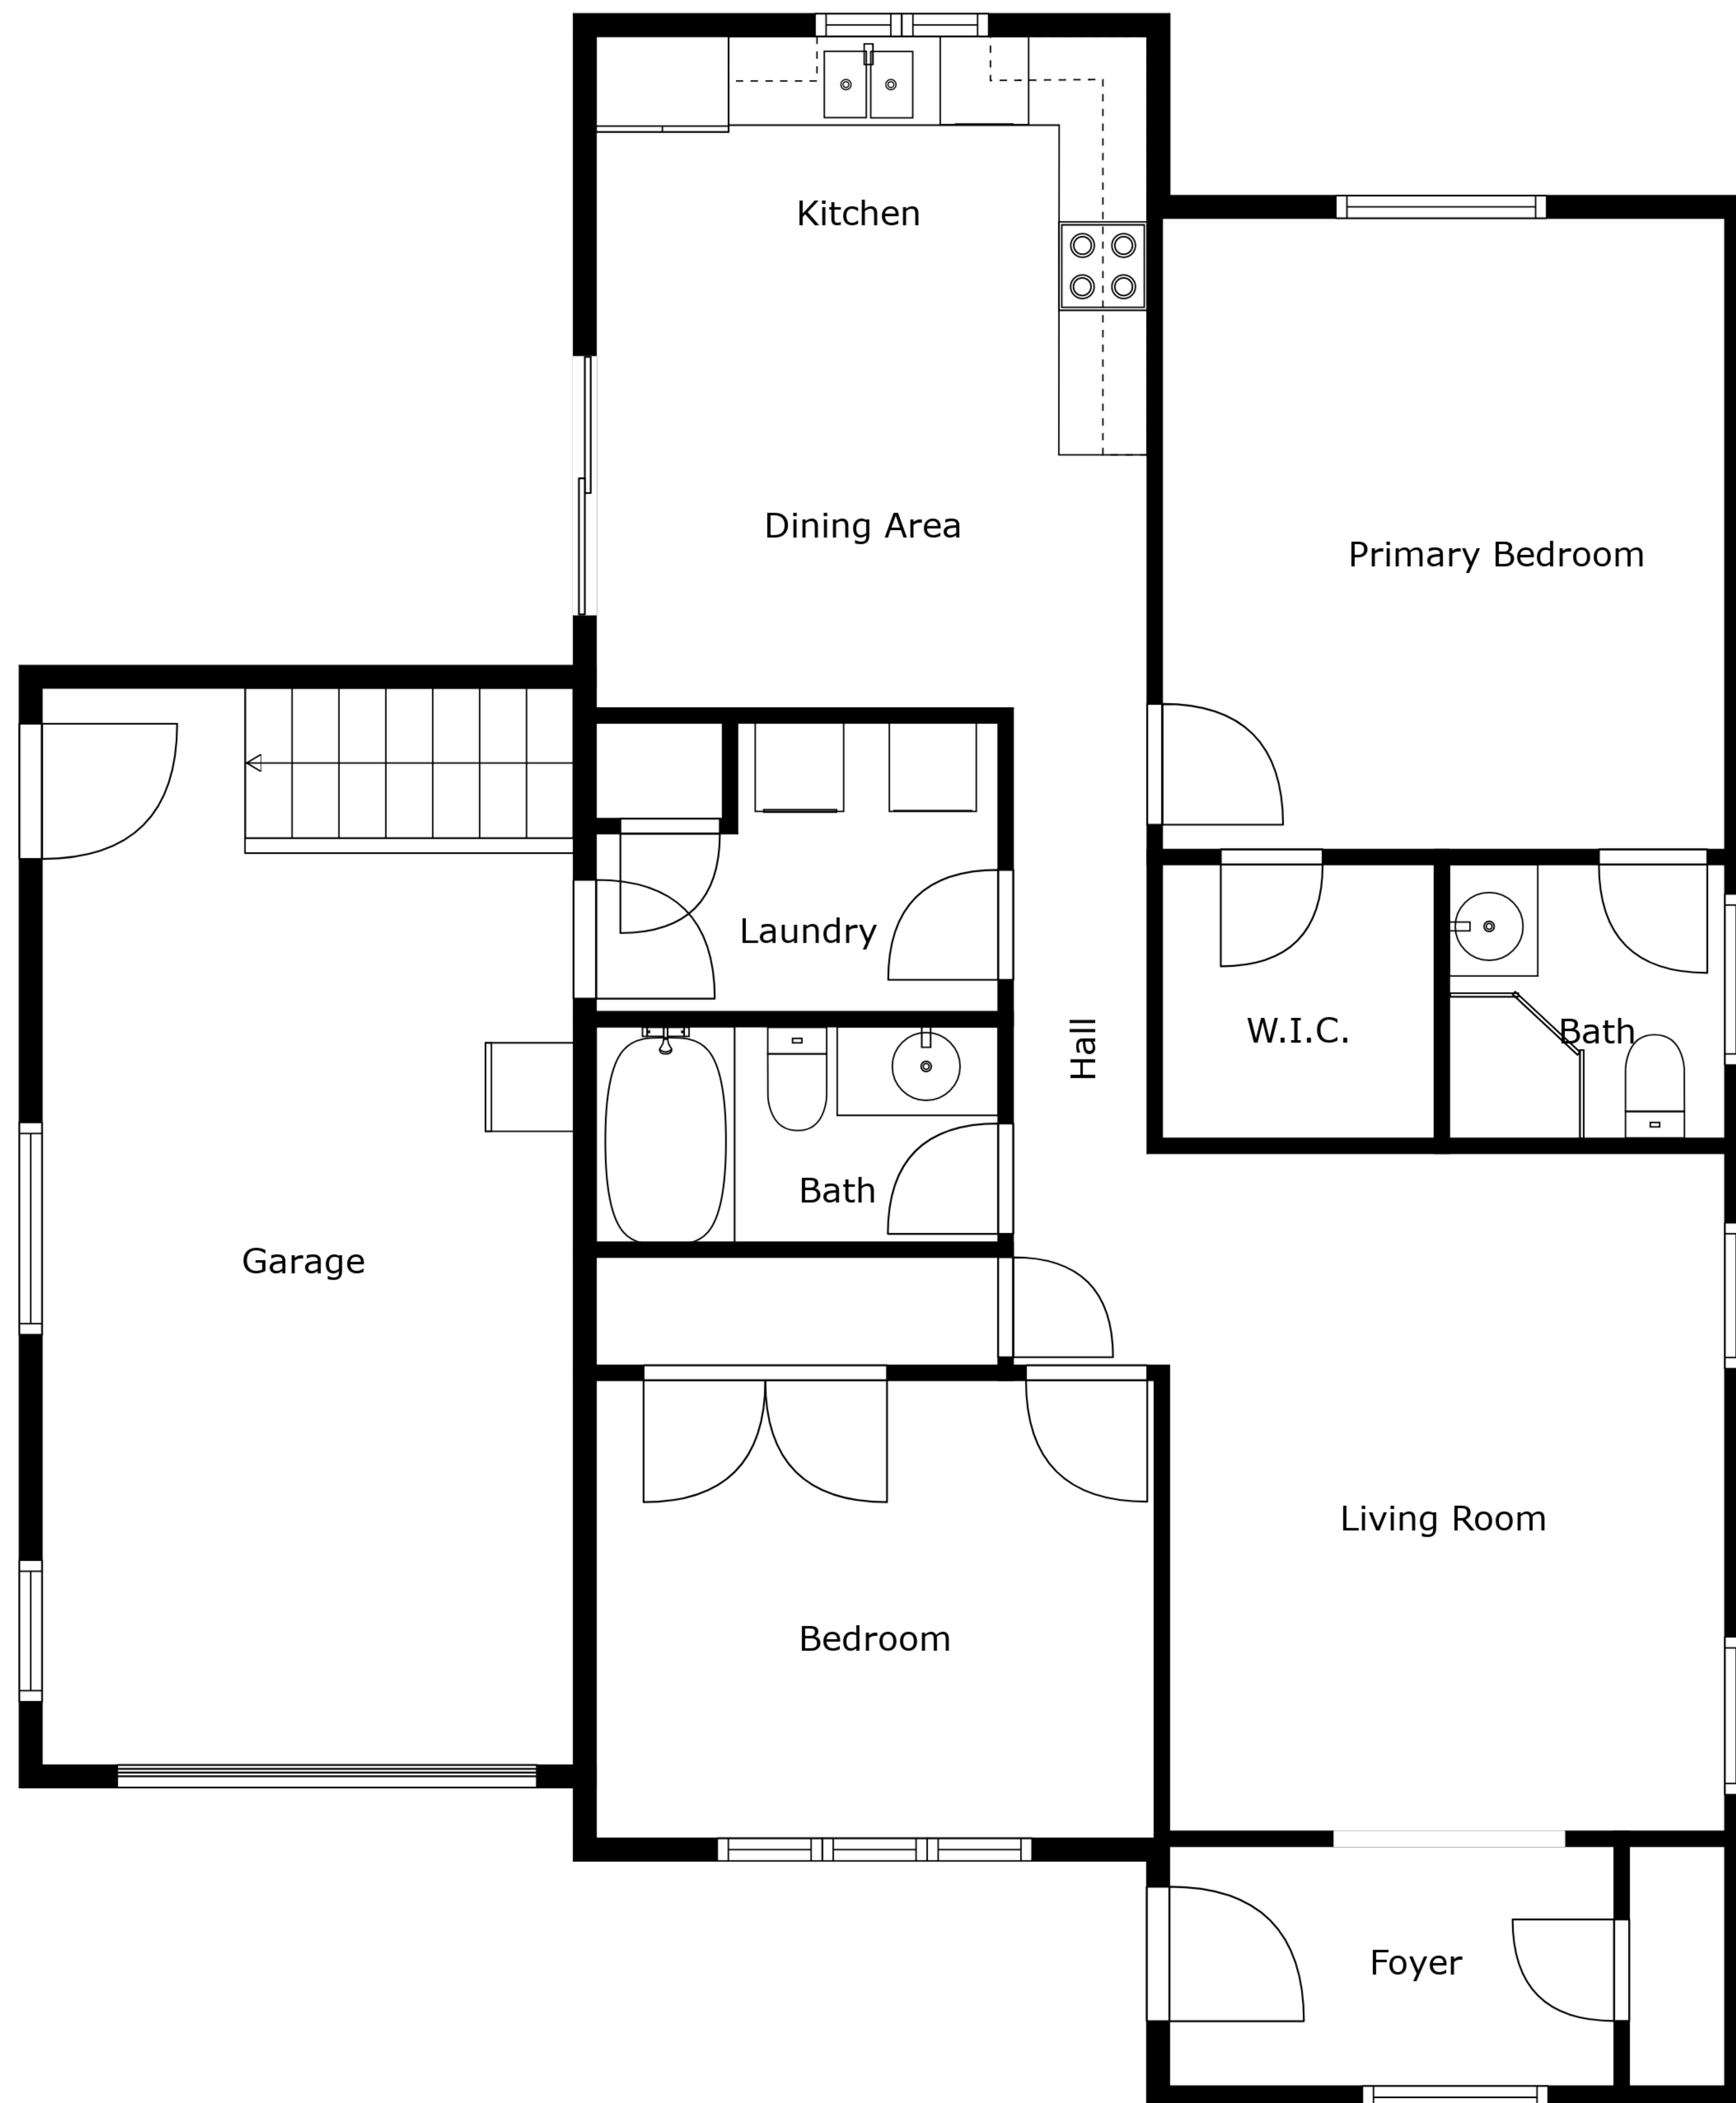 Kitchen
Dining Area
Primary Bedroom
Laundry
Hall
W.I.C.
Bath
Bath
Garage
Living Room
Bedroom
Foyer